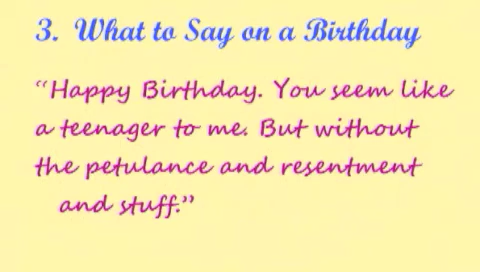 3. What to Say on a Birthday
“Happy Birthday. You seem like
a teenager to me. But without
the petulance and resentment
and stuff.”